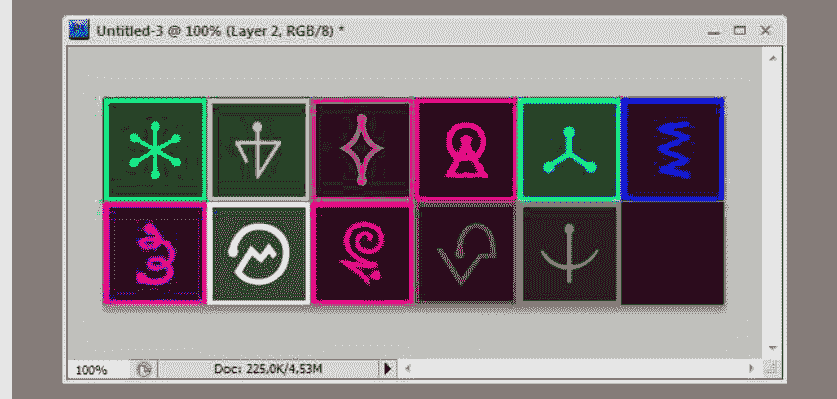 Untitled-3 @ 100% (Layer 2, RGB/8) *
100%
Doc: 225,0K/4,53M